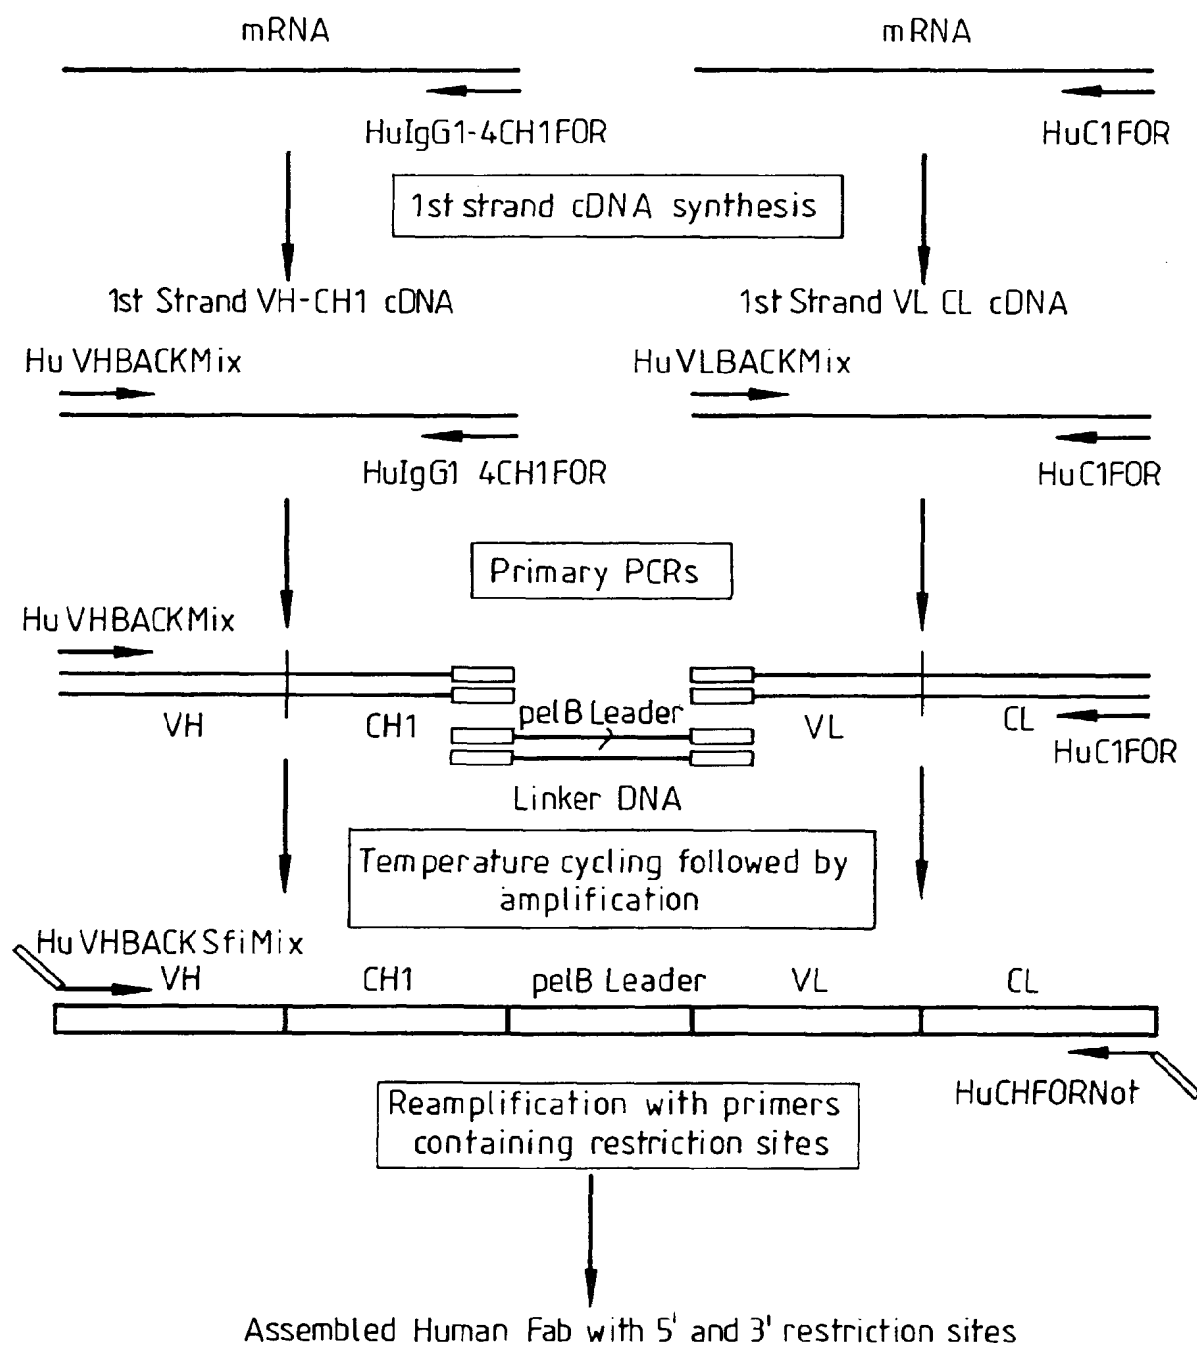 mRNA
mRNA
HuIgG1-4CH1FOR
HuC1FOR
1st strand cDNA synthesis
1st Strand VH-CH1 cDNA
1st Strand VL CL cDNA
Hu VHBACKMix
Hu VLBACKMix
HuIgG1 4CH1FOR
HuC1FOR
Primary PCRs
Hu VHBACKMix
VH
CH1
pelB Leader
VL
CL
HuC1FOR
Linker DNA
Temperature cycling followed by
amplification
Hu VHBACK SfiMix
VH
CH1
pelB Leader
VL
CL
HuCHFORNot
Reamplification with primers
containing restriction sites
Assembled Human Fab with 5' and 3' restriction sites